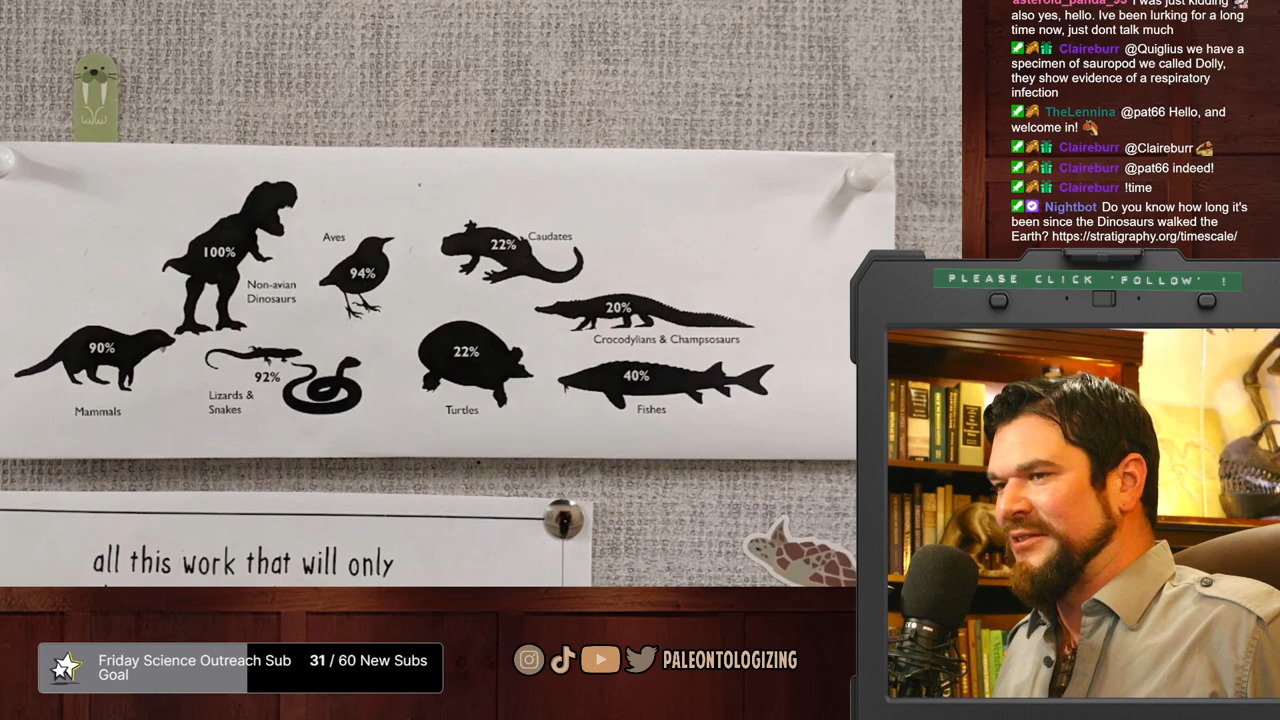 100%
Non-avian
Dinosaurs
Aves
94%
22%
Caudates
20%
Crocodylians & Champsosaurs
90%
Mammals
92%
Lizards &
Snakes
22%
Turtles
40%
Fishes
all this work that will only
also yes, hello. Ive been lurking for a long
time now, just dont talk much
Claireburr @Quiglius we have a
specimen of sauropod we called Dolly,
they show evidence of a respiratory
infection
TheLennina @pat66 Hello, and
welcome in!
Claireburr @Claireburr
Claireburr @pat66 indeed!
Claireburr !time
Nightbot Do you know how long it's
been since the Dinosaurs walked the
Earth? https://stratigraphy.org/timescale/
PLEASE CLICK 'FOLLOW' !
Friday Science Outreach Sub
Goal
31 / 60 New Subs
PALEONTOLOGIZING